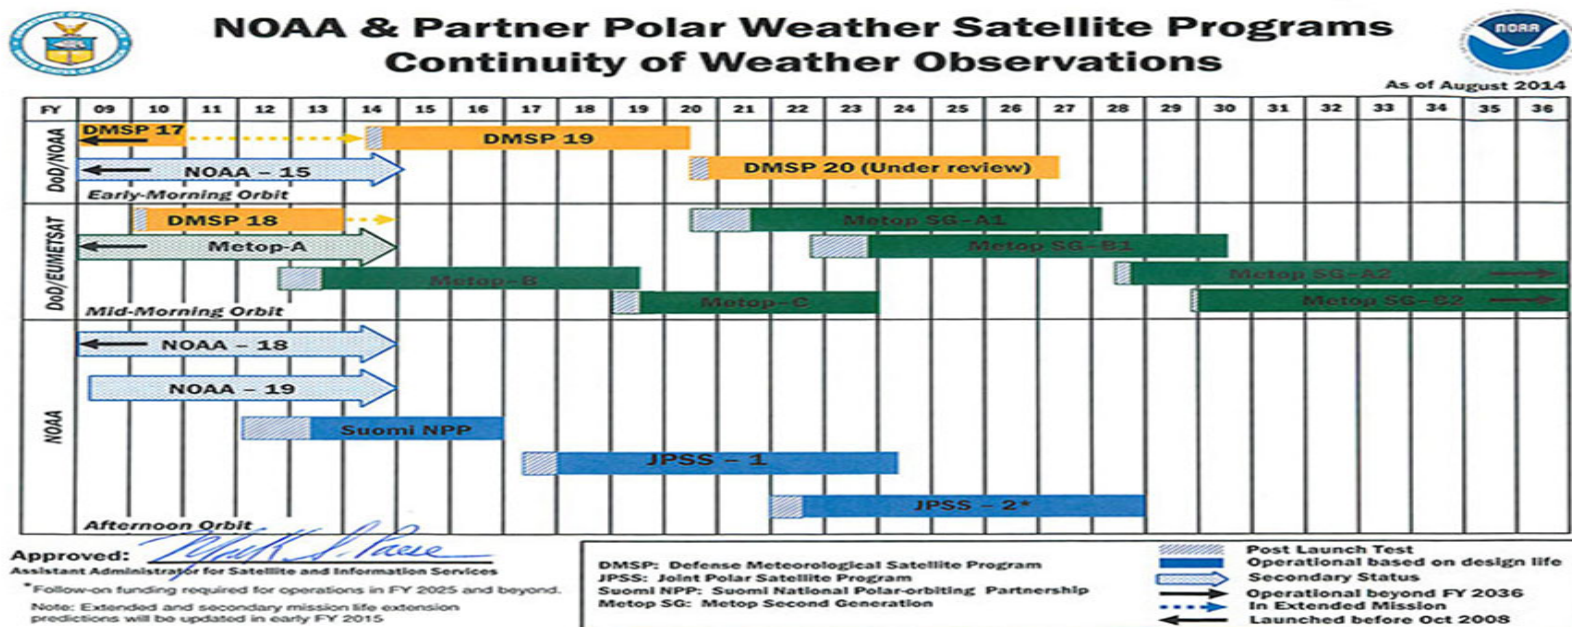 NOAA & Partner Polar Weather Satellite Programs
Continuity of Weather Observations
NOAA
As of August 2014
FY 09 10 11 12 13 14 15 16 17 18 19 20 21 22 23 24 25 26 27 28 29 30 31 32 33 34 35 36
DoD/NOAA
DMSP 17
DMSP 19
NOAA - 15
DMSP 20 (Under review)
Early-Morning Orbit
DoD/EUMETSAT
DMSP 18
Metop SG-A1
Metop-A
Metop SG-B1
Metop-B
Metop SG-A2
Metop-C
Metop SG-B2
Mid-Morning Orbit
NOAA
NOAA - 18
NOAA - 19
Suomi NPP
JPSS - 1
JPSS - 2*
Afternoon Orbit
Approved:
Assistant Administrator for Satellite and Information Services
*Follow-on funding required for operations in FY 2025 and beyond.
Note: Extended and secondary mission life extension
predictions will be updated in early FY 2015
DMSP: Defense Meteorological Satellite Program
JPSS: Joint Polar Satellite Program
Suomi NPP: Suomi National Polar-orbiting Partnership
Metop SG: Metop Second Generation
Post Launch Test
Operational based on design life
Secondary Status
Operational beyond FY 2036
In Extended Mission
Launched before Oct 2008